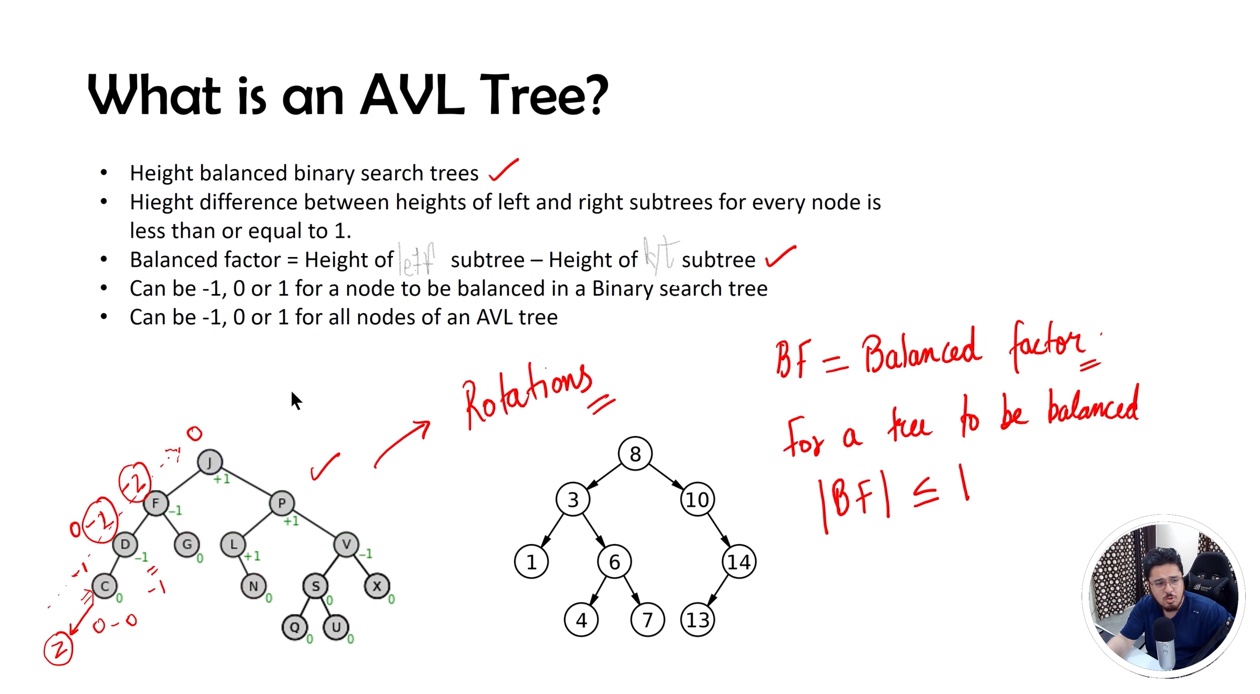 What is an AVL Tree?
• Height balanced binary search trees
• Hieght difference between heights of left and right subtrees for every node is
less than or equal to 1.
• Balanced factor = Height of left subtree – Height of subtree
• Can be -1, 0 or 1 for a node to be balanced in a Binary search tree
• Can be -1, 0 or 1 for all nodes of an AVL tree
BF = Balanced factor
For a tree to be balanced
|BF| ≤ 1
Rotations
0
J +1
-2 F -1
P +1
0 -2 D -1
G 0
L +1
V -1
-1 C 0
-1
N 0
S 0
X 0
0-0
Q 0
U 0
Z
8
3 10
1 6 14
4 7 13